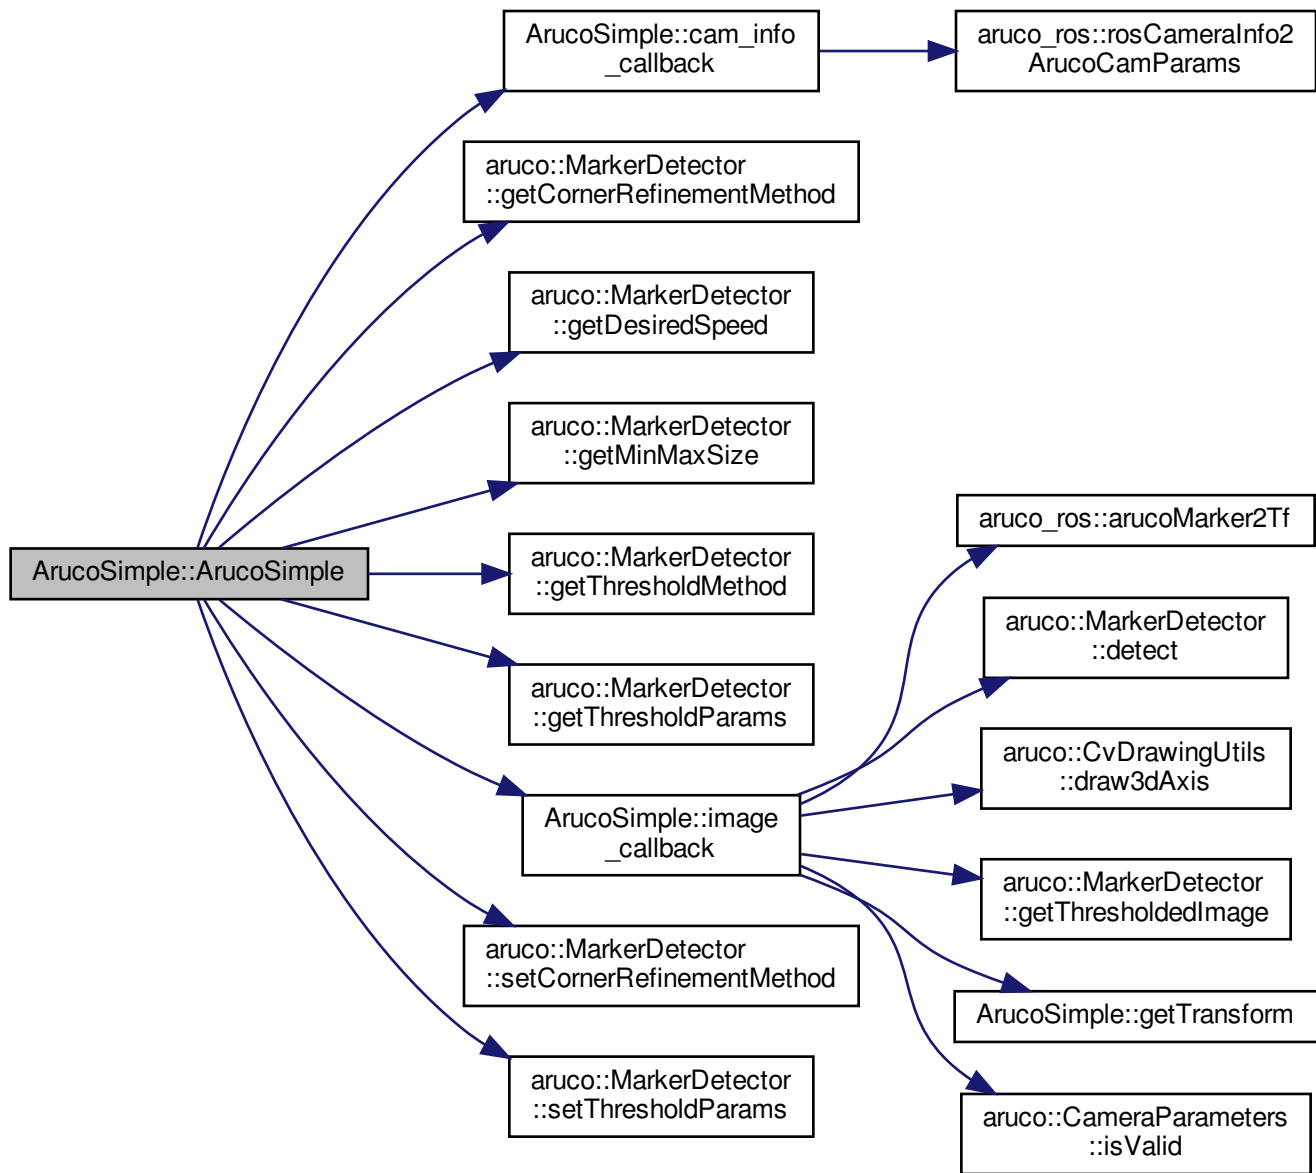 ArucoSimple::cam_info
_callback
aruco_ros::rosCameraInfo2
ArucoCamParams
aruco::MarkerDetector
::getCornerRefinementMethod
aruco::MarkerDetector
::getDesiredSpeed
aruco::MarkerDetector
::getMinMaxSize
ArucoSimple::ArucoSimple
aruco::MarkerDetector
::getThresholdMethod
aruco::MarkerDetector
::getThresholdParams
ArucoSimple::image
_callback
aruco::MarkerDetector
::setCornerRefinementMethod
aruco::MarkerDetector
::setThresholdParams
aruco_ros::arucoMarker2Tf
aruco::MarkerDetector
::detect
aruco::CvDrawingUtils
::draw3dAxis
aruco::MarkerDetector
::getThresholdedImage
ArucoSimple::getTransform
aruco::CameraParameters
::isValid